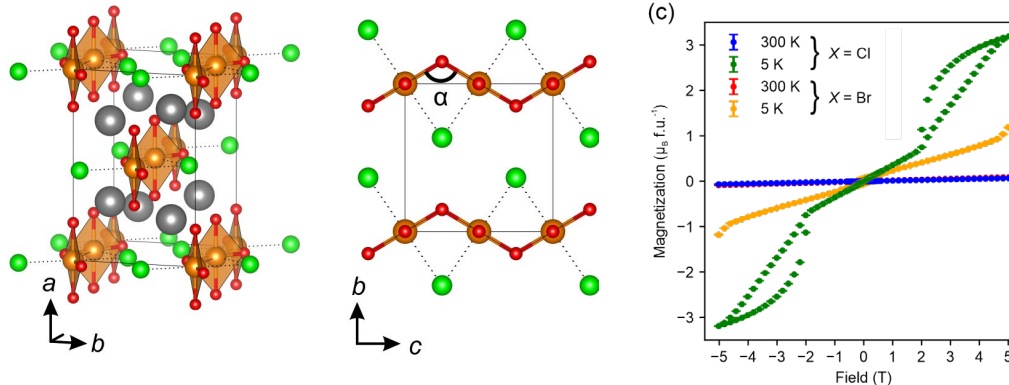 a
b
α
b
c
(c)
300 K
5 K
} X = Cl
300 K
5 K
} X = Br
Magnetization (μB f.u.⁻¹)
3
2
1
0
−1
−2
−3
−5 −4 −3 −2 −1 0 1 2 3 4 5
Field (T)